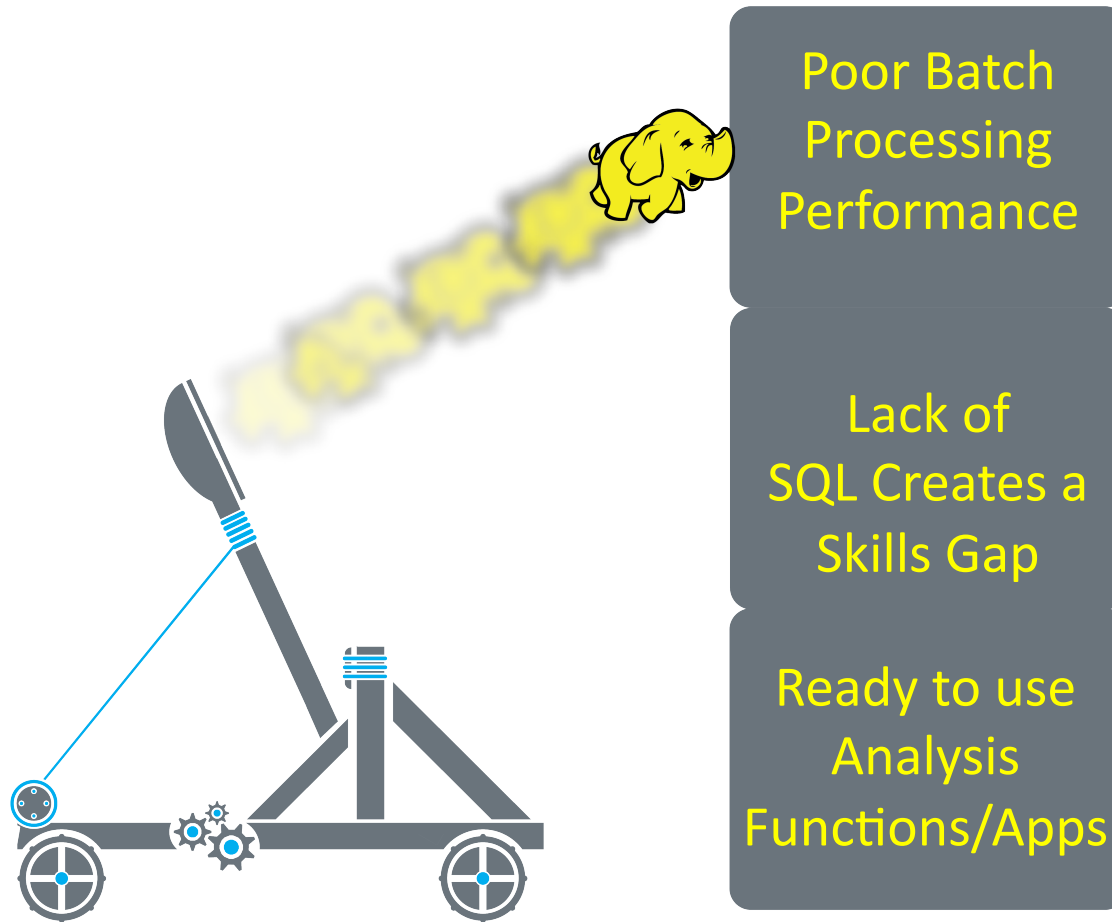 Poor Batch
Processing
Performance
Lack of
SQL Creates a
Skills Gap
Ready to use
Analysis
Functions/Apps